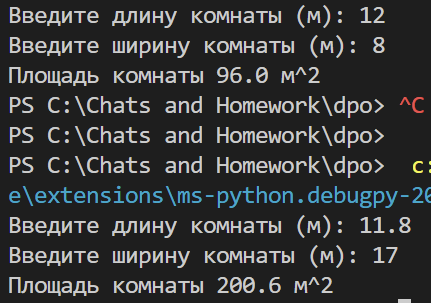 Введите длину комнаты (м): 12
Введите ширину комнаты (м): 8
Площадь комнаты 96.0 м^2
PS C:\Chats and Homework\dpo> ^C
PS C:\Chats and Homework\dpo>
PS C:\Chats and Homework\dpo>  c:
e\extensions\ms-python.debugpy-20
Введите длину комнаты (м): 11.8
Введите ширину комнаты (м): 17
Площадь комнаты 200.6 м^2